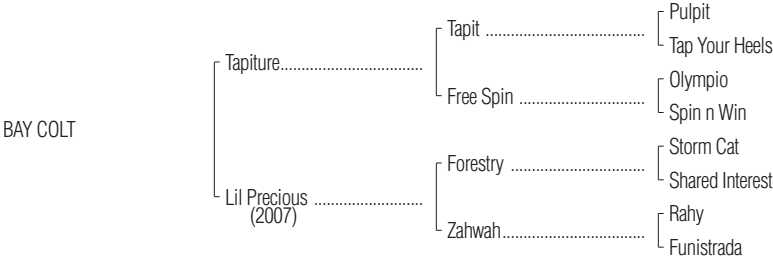 Pulpit
Tapit ................................................
Tap Your Heels
Tapiture.....................................
Olympio
Free Spin .....................................
Spin n Win
BAY COLT
Storm Cat
Forestry .......................................
Shared Interest
Lil Precious ................................
(2007)
Rahy
Zahwah..........................................
Funistrada